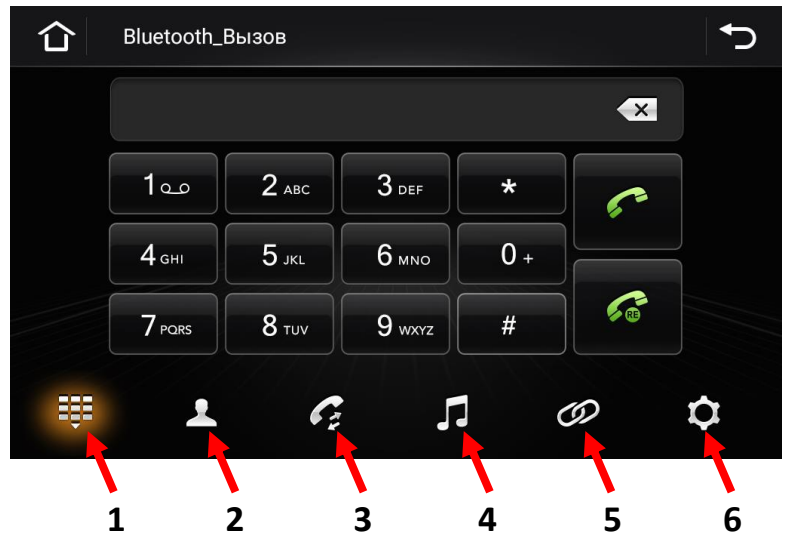 Bluetooth_Вызов
1 2 ABC 3 DEF *
4 GHI 5 JKL 6 MNO 0 +
7 PQRS 8 TUV 9 WXYZ #
RE
1 2 3 4 5 6